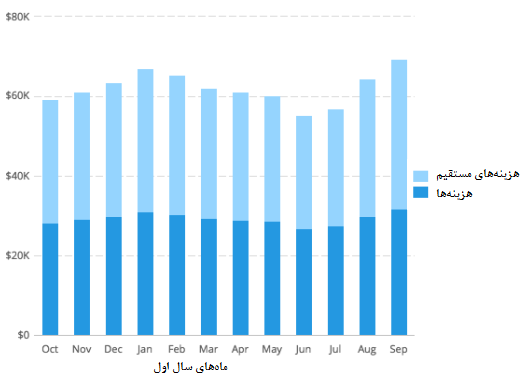 $80K
$60K
$40K
$20K
$0
Oct Nov Dec Jan Feb Mar Apr May Jun Jul Aug Sep
ماه‌های سال اول
هزینه‌های مستقیم
هزینه‌ها